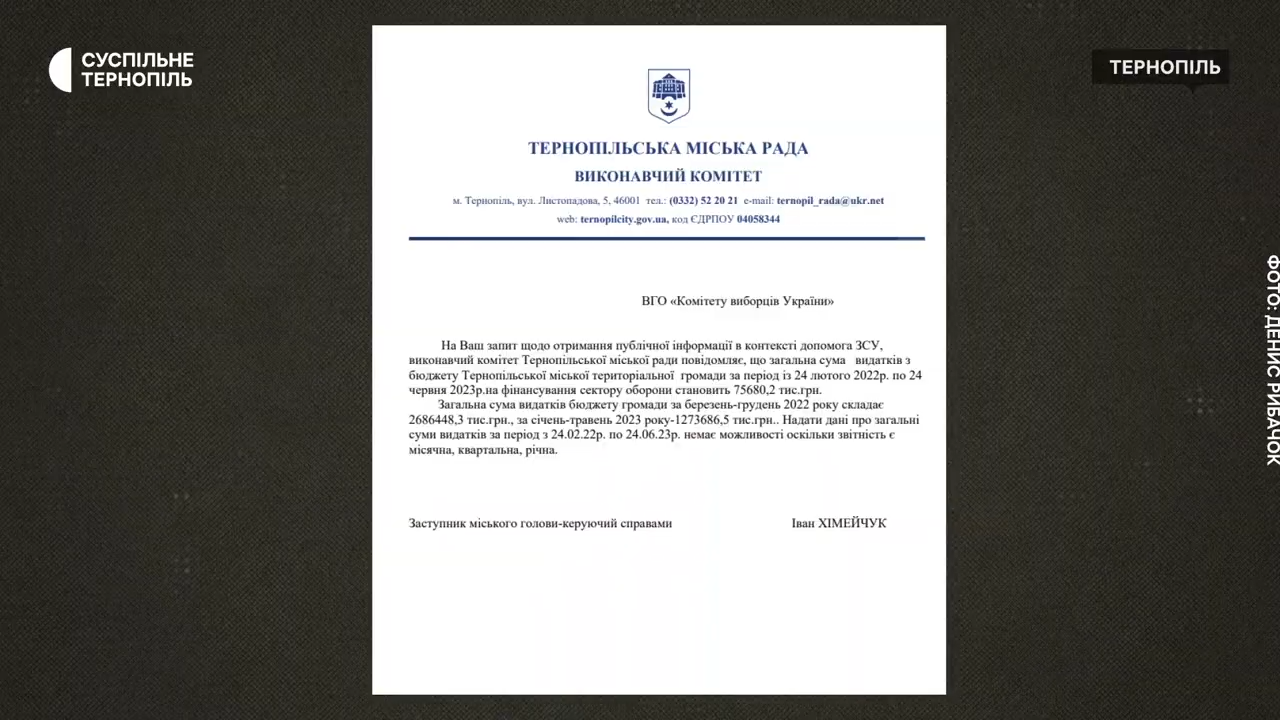 СУСПІЛЬНЕ
ТЕРНОПІЛЬ
ТЕРНОПІЛЬ
ТЕРНОПІЛЬСЬКА МІСЬКА РАДА
ВИКОНАВЧИЙ КОМІТЕТ
м. Тернопіль, вул. Листопадова, 5, 46001 тел.: (0332) 52 20 21 e-mail: ternopil_rada@ukr.net
web: ternopilcity.gov.ua, код ЄДРПОУ 04058344
ВГО «Комітету виборців України»
На Ваш запит щодо отримання публічної інформації в контексті допомога ЗСУ,
виконавчий комітет Тернопільської міської ради повідомляє, що загальна сума видатків з
бюджету Тернопільської міської територіальної громади за період із 24 лютого 2022р. по 24
червня 2023р.на фінансування сектору оборони становить 75680,2 тис.грн.
Загальна сума видатків бюджету громади за березень-грудень 2022 року складає
2686448,3 тис.грн., за січень-травень 2023 року-1273686,5 тис.грн.. Надати дані про загальні
суми видатків за період з 24.02.22р. по 24.06.23р. немає можливості оскільки звітність є
місячна, квартальна, річна.
Заступник міського голови-керуючий справами Іван ХІМЕЙЧУК
ФОТО: ДЕНИС РИБАЧОК